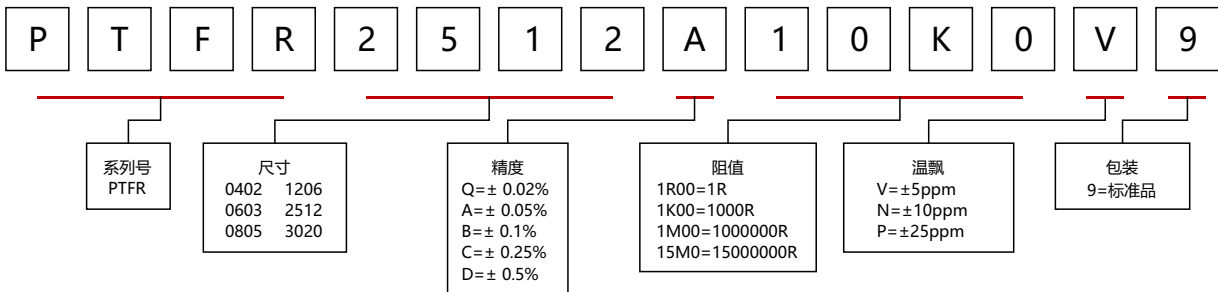 P T F R 2 5 1 2 A 1 0 K 0 V 9
系列号
PTFR
尺寸
0402 1206
0603 2512
0805 3020
精度
Q=± 0.02%
A=± 0.05%
B=± 0.1%
C=± 0.25%
D=± 0.5%
阻值
1R00=1R
1K00=1000R
1M00=1000000R
15M0=15000000R
温飘
V=±5ppm
N=±10ppm
P=±25ppm
包装
9=标准品